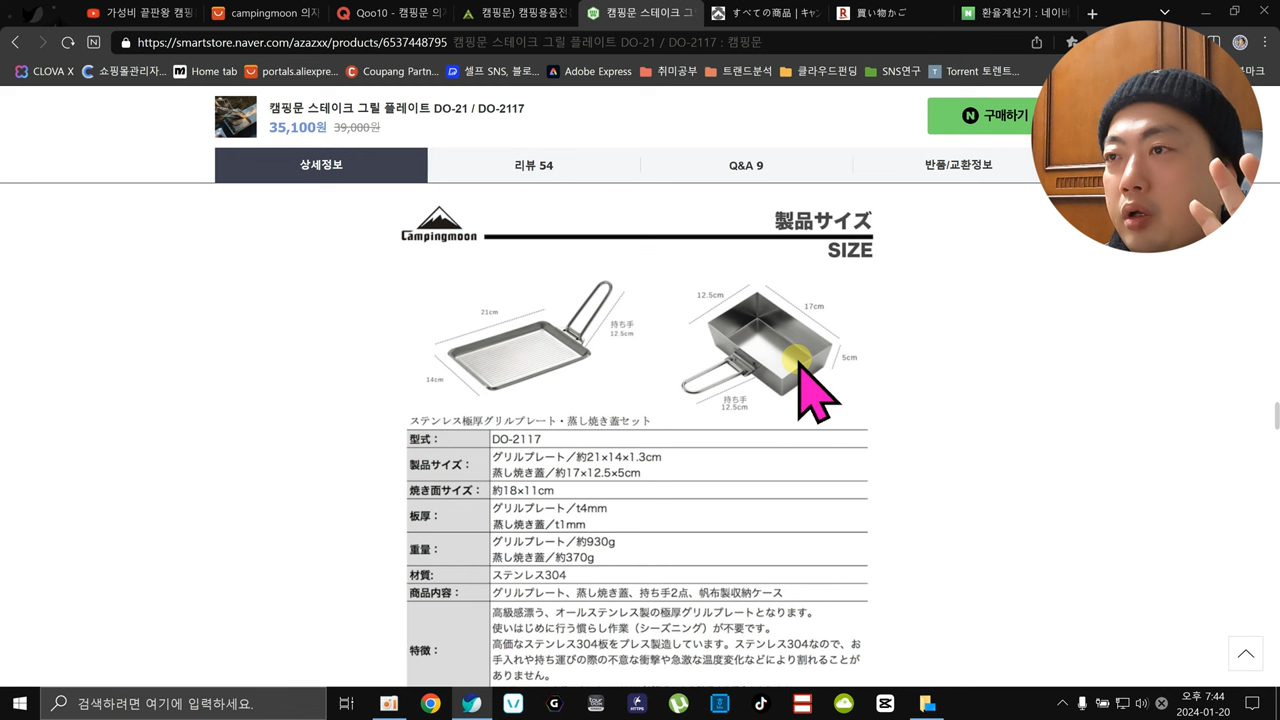 가성비 끝판왕 캠핑
campingmoon 의자
Qoo10 - 캠핑문 의
캠핑문) 캠핑용품전
캠핑문 스테이크 그
すべての商品 | キャン
買い物かご
환율계산기 : 네이버
https://smartstore.naver.com/azazxx/products/6537448795 캠핑문 스테이크 그릴 플레이트 DO-21 / DO-2117 : 캠핑문
CLOVA X
쇼핑몰관리자...
Home tab
portals.aliexpre...
Coupang Partn...
셀프 SNS, 블로...
Adobe Express
취미공부
트렌드분석
클라우드펀딩
SNS연구
Torrent 토렌트...
북마크
캠핑문 스테이크 그릴 플레이트 DO-21 / DO-2117
35,100원 39,000원
N 구매하기
상세정보
리뷰 54
Q&A 9
반품/교환정보
Campingmoon
製品サイズ
SIZE
21cm
14cm
持ち手
12.5cm
12.5cm
17cm
5cm
持ち手
12.5cm
ステンレス極厚グリルプレート・蒸し焼き蓋セット
型式： DO-2117
製品サイズ： グリルプレート／約21×14×1.3cm
蒸し焼き蓋／約17×12.5×5cm
焼き面サイズ： 約18×11cm
板厚： グリルプレート／t4mm
蒸し焼き蓋／t1mm
重量： グリルプレート／約930g
蒸し焼き蓋／約370g
材質: ステンレス304
商品内容： グリルプレート、蒸し焼き蓋、持ち手2点、帆布製収納ケース
特徴： 高級感漂う、オールステンレス製の極厚グリルプレートとなります。
使いはじめに行う慣らし作業（シーズニング）が不要です。
高価なステンレス304板をプレス製造しています。ステンレス304なので、お
手入れや持ち運びの際の不意な衝撃や急激な温度変化などにより割れることが
ありません。
검색하려면 여기에 입력하세요.
오후 7:44
2024-01-20